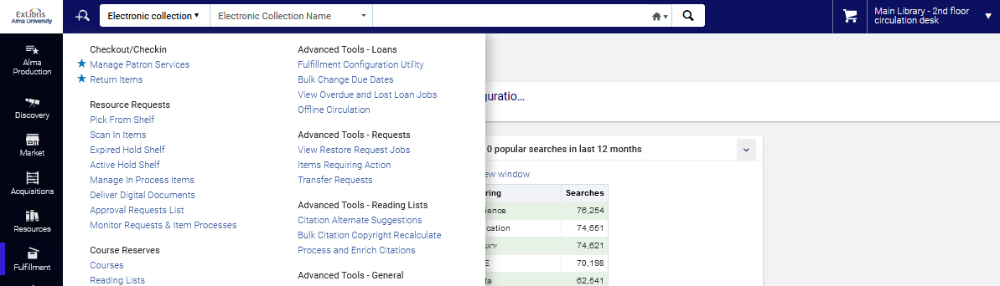 ExLibris
Alma University
Electronic collection
Electronic Collection Name
Main Library - 2nd floor
circulation desk
Alma
Production
Discovery
Market
Acquisitions
Resources
Fulfillment
Checkout/Checkin
Manage Patron Services
Return Items
Resource Requests
Pick From Shelf
Scan In Items
Expired Hold Shelf
Active Hold Shelf
Manage In Process Items
Deliver Digital Documents
Approval Requests List
Monitor Requests & Item Processes
Course Reserves
Courses
Reading Lists
Advanced Tools - Loans
Fulfillment Configuration Utility
Bulk Change Due Dates
View Overdue and Lost Loan Jobs
Offline Circulation
Advanced Tools - Requests
View Restore Request Jobs
Items Requiring Action
Transfer Requests
Advanced Tools - Reading Lists
Citation Alternate Suggestions
Bulk Citation Copyright Recalculate
Process and Enrich Citations
Advanced Tools - General
guratio...
0 popular searches in last 12 months
ew window
ring Searches
ience 76,254
ication 74,651
74,621
E 70,198
ta 62,541